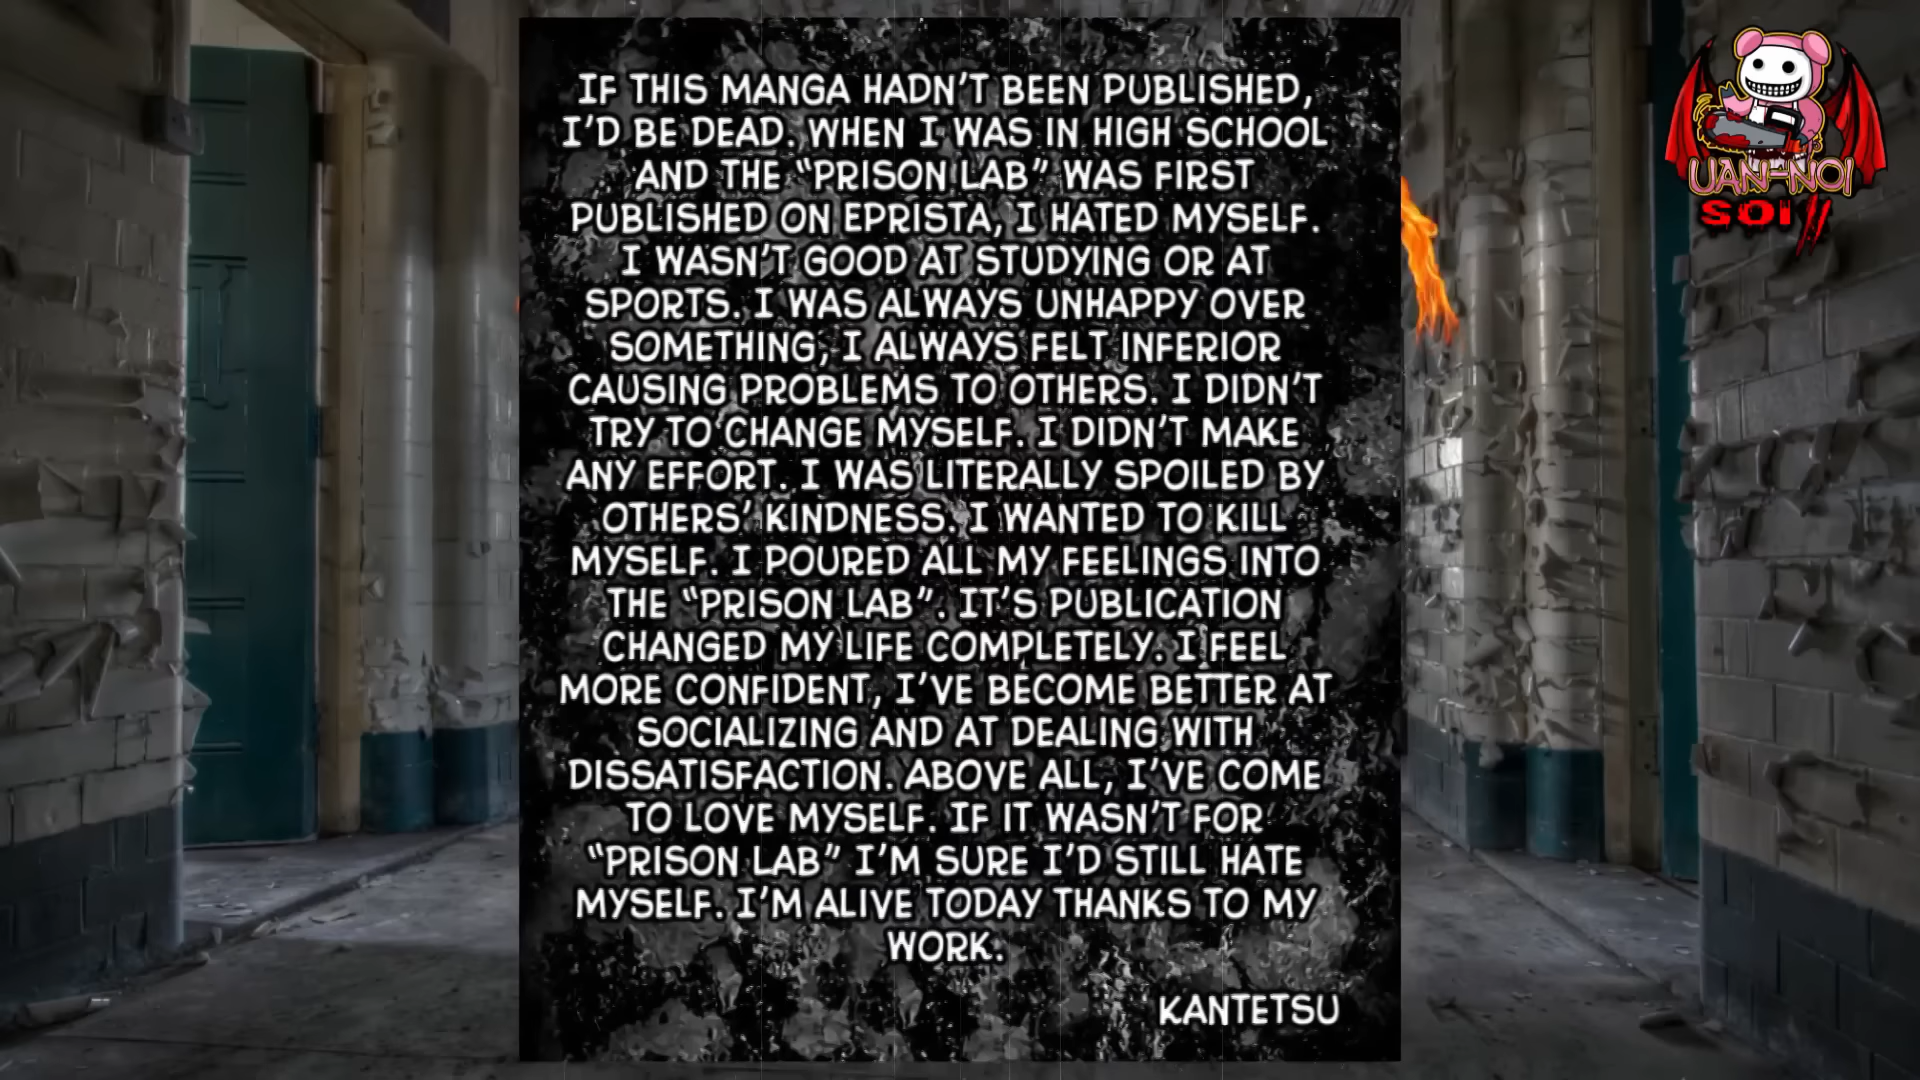 IF THIS MANGA HADN'T BEEN PUBLISHED,
I'D BE DEAD. WHEN I WAS IN HIGH SCHOOL
AND THE "PRISON LAB" WAS FIRST
PUBLISHED ON EPRISTA, I HATED MYSELF.
I WASN'T GOOD AT STUDYING OR AT
SPORTS. I WAS ALWAYS UNHAPPY OVER
SOMETHING, I ALWAYS FELT INFERIOR
CAUSING PROBLEMS TO OTHERS. I DIDN'T
TRY TO CHANGE MYSELF. I DIDN'T MAKE
ANY EFFORT. I WAS LITERALLY SPOILED BY
OTHERS' KINDNESS. I WANTED TO KILL
MYSELF. I POURED ALL MY FEELINGS INTO
THE "PRISON LAB". IT'S PUBLICATION
CHANGED MY LIFE COMPLETELY. I FEEL
MORE CONFIDENT, I'VE BECOME BETTER AT
SOCIALIZING AND AT DEALING WITH
DISSATISFACTION. ABOVE ALL, I'VE COME
TO LOVE MYSELF. IF IT WASN'T FOR
"PRISON LAB" I'M SURE I'D STILL HATE
MYSELF. I'M ALIVE TODAY THANKS TO MY
WORK.
KANTETSU
UAN-NOI
SOI